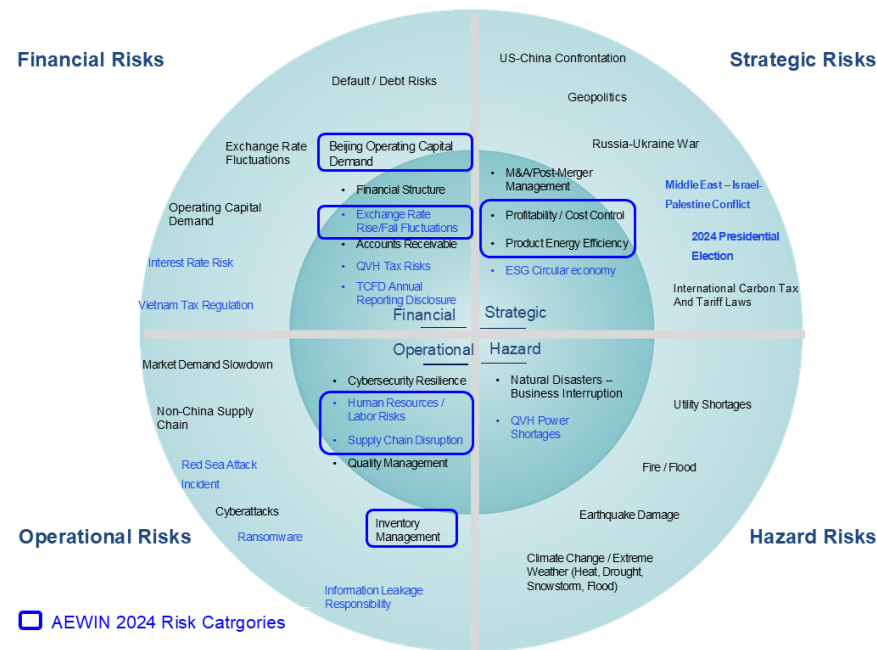 Financial Risks
Strategic Risks
Default / Debt Risks
Exchange Rate
Fluctuations
Beijing Operating Capital
Demand
Operating Capital
Demand
Interest Rate Risk
Vietnam Tax Regulation
• Financial Structure
• Exchange Rate
Rise/Fall Fluctuations
• Accounts Receivable
• QVH Tax Risks
• TCFD Annual
Reporting Disclosure
Financial
US-China Confrontation
Geopolitics
Russia-Ukraine War
Middle East – Israel-
Palestine Conflict
2024 Presidential
Election
International Carbon Tax
And Tariff Laws
• M&A/Post-Merger
Management
• Profitability / Cost Control
• Product Energy Efficiency
• ESG Circular economy
Strategic
Operational
Hazard
Market Demand Slowdown
Non-China Supply
Chain
Red Sea Attack
Incident
Cyberattacks
Ransomware
• Cybersecurity Resilience
• Human Resources /
Labor Risks
• Supply Chain Disruption
• Quality Management
Inventory
Management
Information Leakage
Responsibility
• Natural Disasters –
Business Interruption
• QVH Power
Shortages
Utility Shortages
Fire / Flood
Earthquake Damage
Climate Change / Extreme
Weather (Heat, Drought,
Snowstorm, Flood)
Operational Risks
Hazard Risks
AEWIN 2024 Risk Catrgories